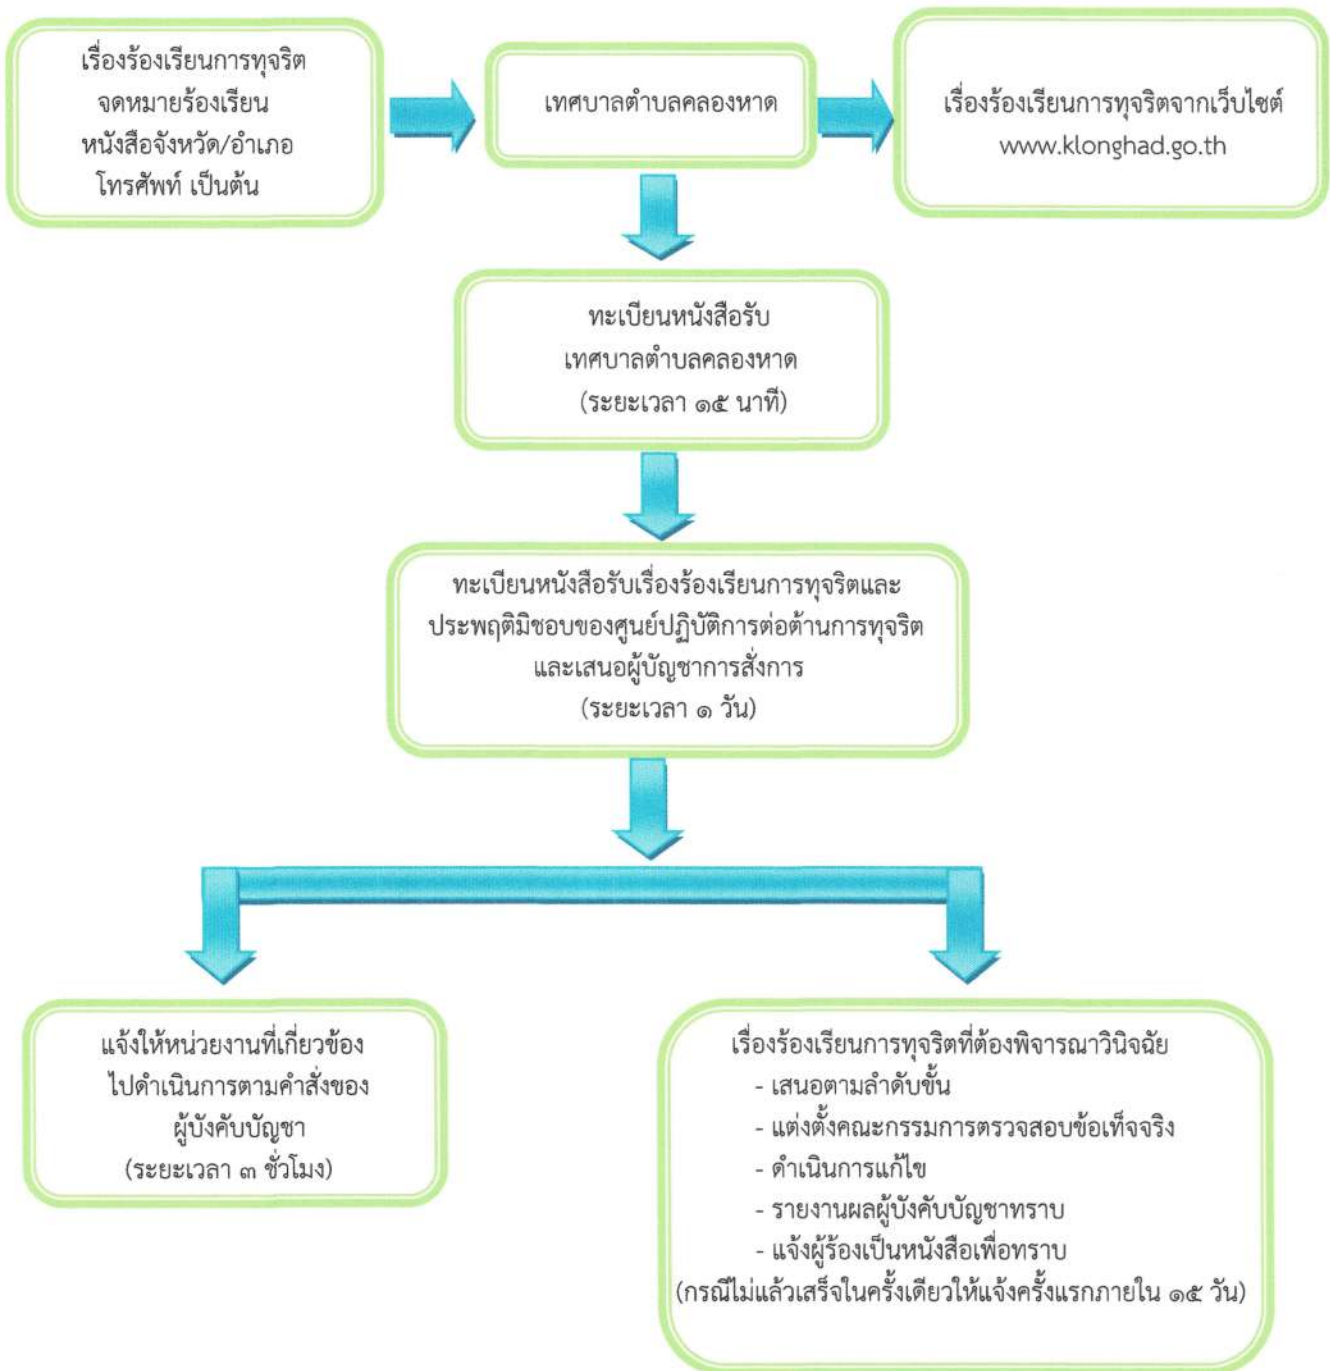 เรื่องร้องเรียนการทุจริต
จดหมายร้องเรียน
หนังสือจังหวัด/อำเภอ
โทรศัพท์ เป็นต้น
เทศบาลตำบลคลองหาด
เรื่องร้องเรียนการทุจริตจากเว็บไซต์
www.klonghad.go.th
ทะเบียนหนังสือรับ
เทศบาลตำบลคลองหาด
(ระยะเวลา ๑๕ นาที)
ทะเบียนหนังสือรับเรื่องร้องเรียนการทุจริตและ
ประพฤติมิชอบของศูนย์ปฏิบัติการต่อต้านการทุจริต
และเสนอผู้บัญชาการสั่งการ
(ระยะเวลา ๑ วัน)
แจ้งให้หน่วยงานที่เกี่ยวข้อง
ไปดำเนินการตามคำสั่งของ
ผู้บังคับบัญชา
(ระยะเวลา ๓ ชั่วโมง)
เรื่องร้องเรียนการทุจริตที่ต้องพิจารณาวินิจฉัย
- เสนอตามลำดับขั้น
- แต่งตั้งคณะกรรมการตรวจสอบข้อเท็จจริง
- ดำเนินการแก้ไข
- รายงานผลผู้บังคับบัญชาทราบ
- แจ้งผู้ร้องเป็นหนังสือเพื่อทราบ
(กรณีไม่แล้วเสร็จในครั้งเดียวให้แจ้งครั้งแรกภายใน ๑๕ วัน)